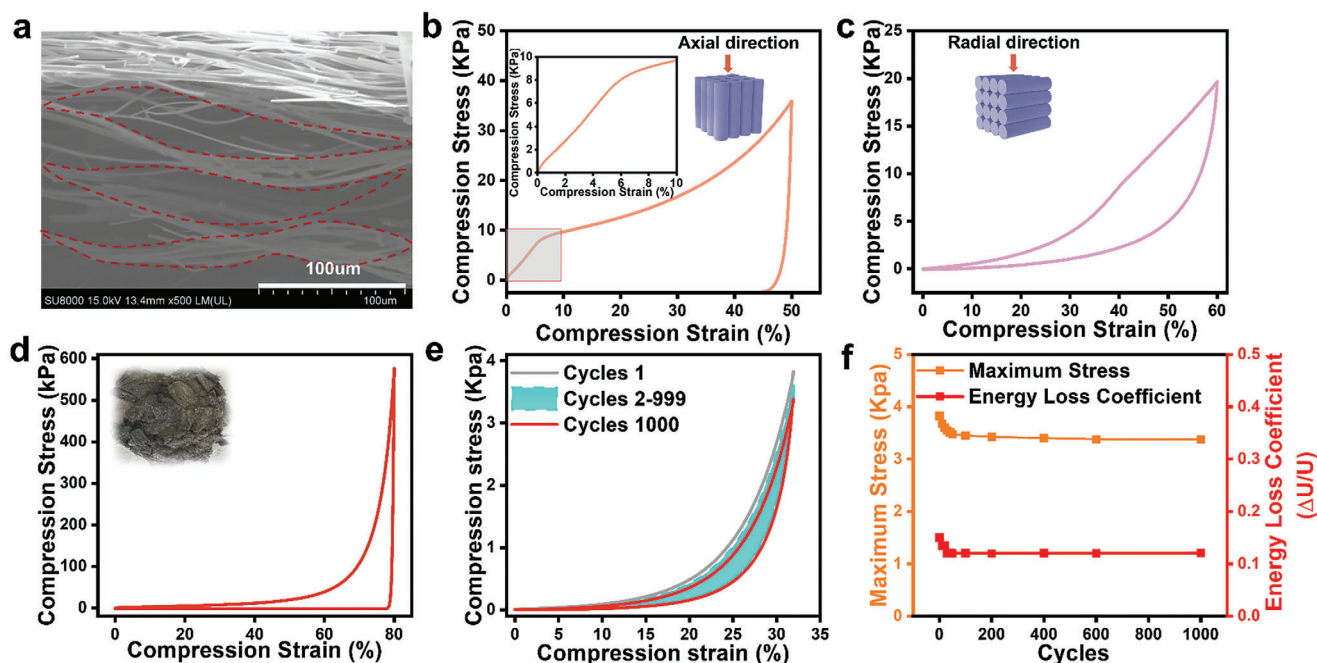 a
100um
SU8000 15.0kV 13.4mm x500 LM(UL)
100um
b
Compression Stress (KPa)
50
40
30
20
10
0
0
10
20
30
40
50
Compression Strain (%)
Axial direction
Compression Stress (KPa)
10
8
6
4
2
0
0
2
4
6
8
10
Compression Strain (%)
c
Compression Stress (KPa)
25
20
15
10
5
0
0
10
20
30
40
50
60
Compression Strain (%)
Radial direction
d
Compression Stress (kPa)
600
500
400
300
200
100
0
0
20
40
60
80
Compression Strain (%)
e
Compression stress (Kpa)
4
3
2
1
0
0
5
10
15
20
25
30
35
Compression strain (%)
Cycles 1
Cycles 2-999
Cycles 1000
f
Maximum Stress (Kpa)
5
4
3
2
1
0
0
200
400
600
800
1000
Cycles
Maximum Stress
Energy Loss Coefficient
0.5
0.4
0.3
0.2
0.1
0.0
Energy Loss Coefficient
(ΔU/U)